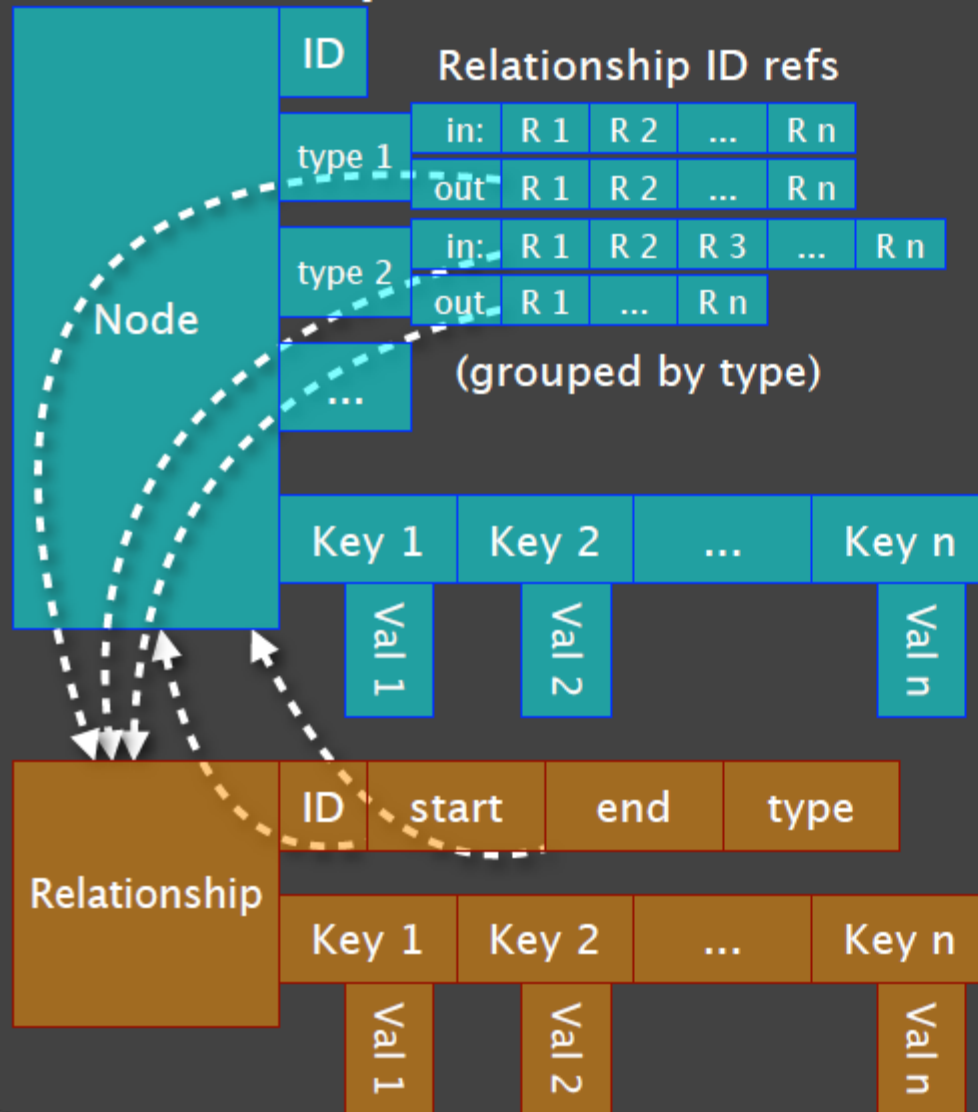 ID
Relationship ID refs
in: R 1 R 2 ... R n
type 1
out R 1 R 2 ... R n
in: R 1 R 2 R 3 ... R n
type 2
out R 1 ... R n
Node
(grouped by type)
...
Key 1 Key 2 ... Key n
Val 1 Val 2 Val n
ID start end type
Relationship
Key 1 Key 2 ... Key n
Val 1 Val 2 Val n